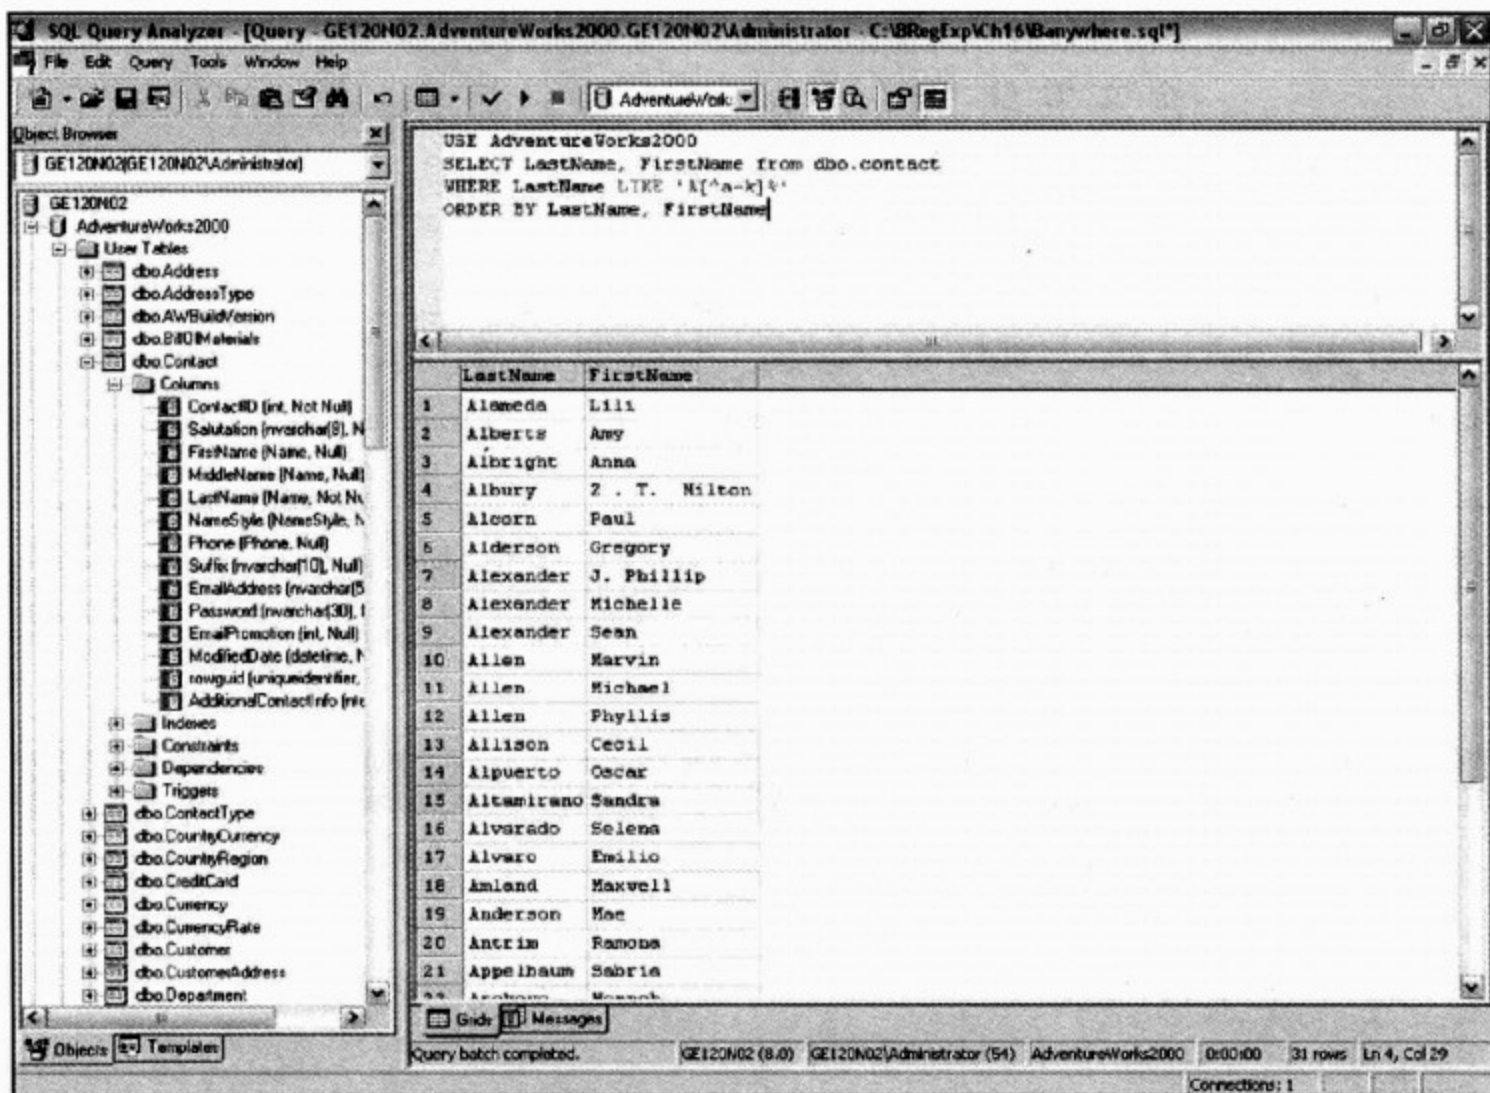 SQL Query Analyzer - [Query - GE120N02.AdventureWorks2000.GE120N02\Administrator - C:\BRegExp\Ch16\Banywhere.sql*]
File Edit Query Tools Window Help
AdventureWork
Object Browser
GE120N02(GE120N02\Administrator)
GE120N02
AdventureWorks2000
User Tables
dbo.Address
dbo.AddressType
dbo.AWBuildVersion
dbo.BillOfMaterials
dbo.Contact
Columns
ContactID (int, Not Null)
Salutation (nvarchar(8), N
FirstName (Name, Null)
MiddleName (Name, Null)
LastName (Name, Not Nu
NameStyle (NameStyle, N
Phone (Phone, Null)
Suffix (nvarchar(10), Null)
EmailAddress (nvarchar(5
Password (nvarchar(30),
EmailPromotion (int, Null)
ModifiedDate (datetime, N
rowguid (uniqueidentifier,
AdditionalContactInfo (nte
Indexes
Constraints
Dependencies
Triggers
dbo.ContactType
dbo.CountryCurrency
dbo.CountryRegion
dbo.CreditCard
dbo.Currency
dbo.CurrencyRate
dbo.Customer
dbo.CustomerAddress
dbo.Department
Objects Templates
USE AdventureWorks2000
SELECT LastName, FirstName from dbo.contact
WHERE LastName LIKE 'A[^a-k]%'
ORDER BY LastName, FirstName
LastName FirstName
1 Alameda Lili
2 Alberts Amy
3 Albright Anna
4 Albury Z . T. Nilton
5 Alcorn Paul
6 Alderson Gregory
7 Alexander J. Phillip
8 Alexander Michelle
9 Alexander Sean
10 Allen Marvin
11 Allen Michael
12 Allen Phyllis
13 Allison Cecil
14 Alpuerto Oscar
15 Altamirano Sandra
16 Alvarado Selena
17 Alvaro Emilio
18 Amland Maxwell
19 Anderson Mae
20 Antrim Ramona
21 Appelbaum Sabria
Grids Messages
Query batch completed. GE120N02 (8.0) GE120N02\Administrator (54) AdventureWorks2000 0:00:00 31 rows Ln 4, Col 29
Connections: 1